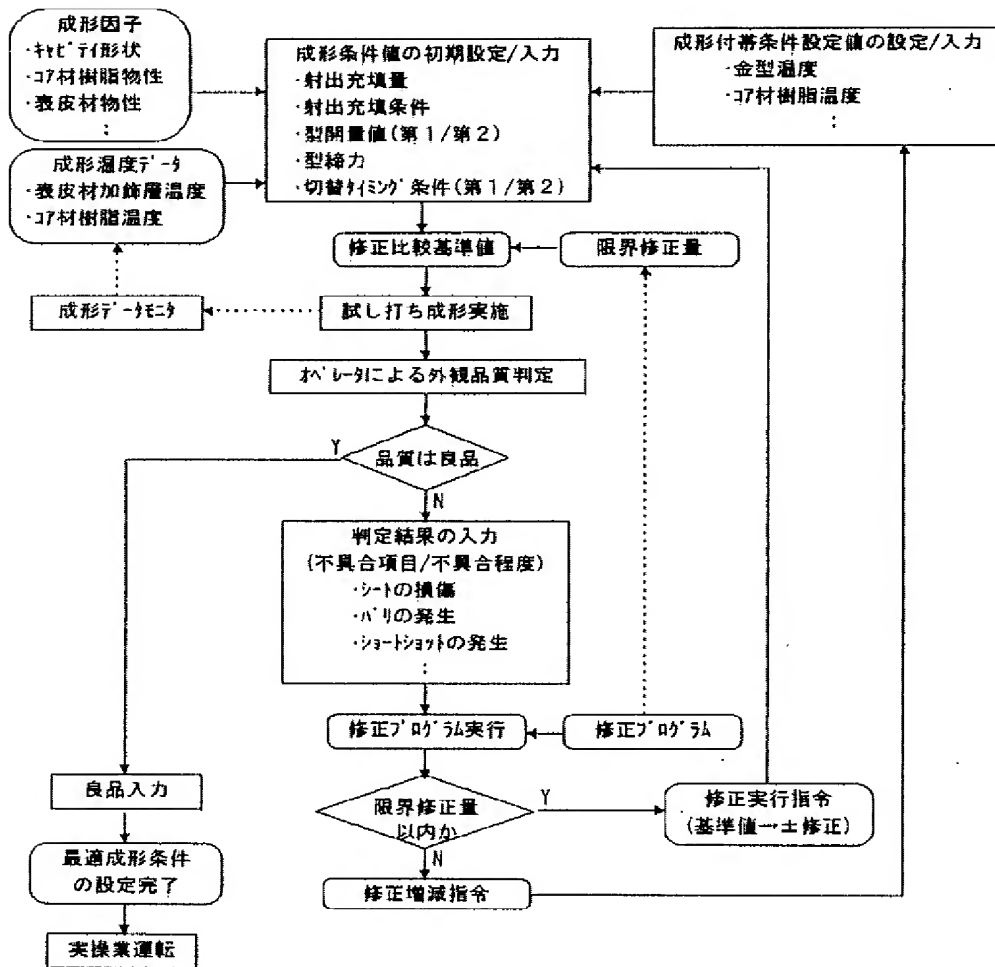 成形因子
･ｷｬﾋﾞﾃｨ形状
･ｺｱ材樹脂物性
･表皮材物性
:
成形条件値の初期設定/入力
･射出充填量
･射出充填条件
･型開量値(第1/第2)
･型締力
･切替ﾀｲﾐﾝｸﾞ条件(第1/第2)
成形付帯条件設定値の設定/入力
･金型温度
･ｺｱ材樹脂温度
:
成形温度ﾃﾞｰﾀ
･表皮材加飾層温度
･ｺｱ材樹脂温度
修正比較基準値
限界修正量
成形ﾃﾞｰﾀﾓﾆﾀ
試し打ち成形実施
ｵﾍﾟﾚｰﾀによる外観品質判定
Y
品質は良品
N
判定結果の入力
(不具合項目/不具合程度)
･ｼｰﾄの損傷
･ﾊﾞﾘの発生
･ｼｮｰﾄｼｮｯﾄの発生
:
修正ﾌﾟﾛｸﾞﾗﾑ実行
修正ﾌﾟﾛｸﾞﾗﾑ
良品入力
限界修正量
以内か
Y
修正実行指令
(基準値→±修正)
N
最適成形条件
の設定完了
修正増減指令
実操業運転